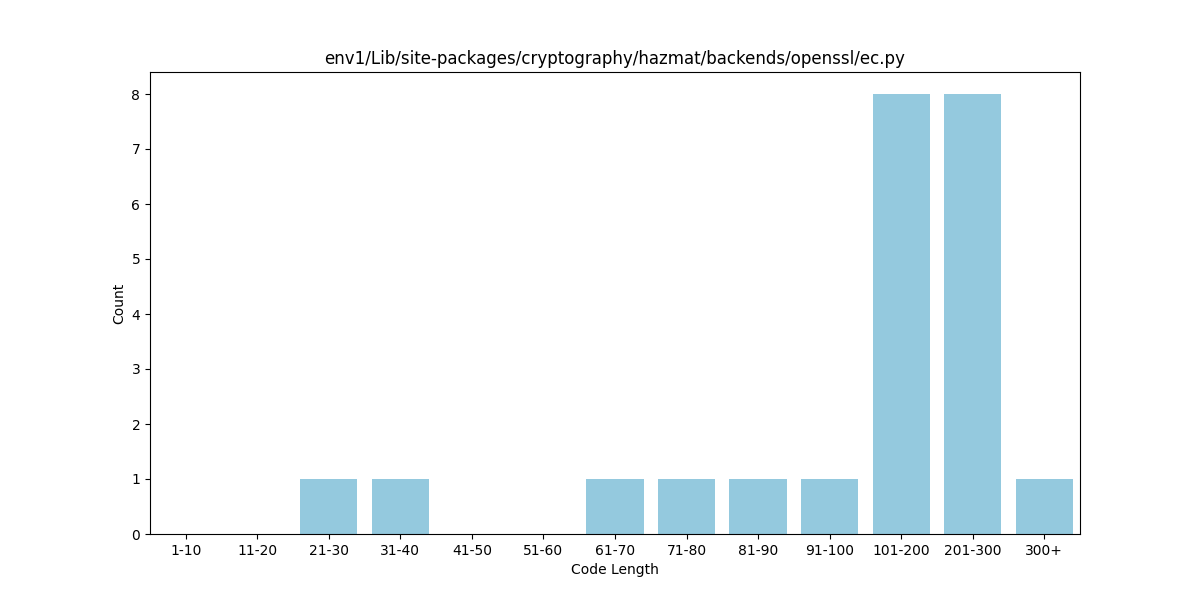 env1/Lib/site-packages/cryptography/hazmat/backends/openssl/ec.py
8
7
6
5
4
3
2
1
0
Count
1-10 11-20 21-30 31-40 41-50 51-60 61-70 71-80 81-90 91-100 101-200 201-300 300+
Code Length